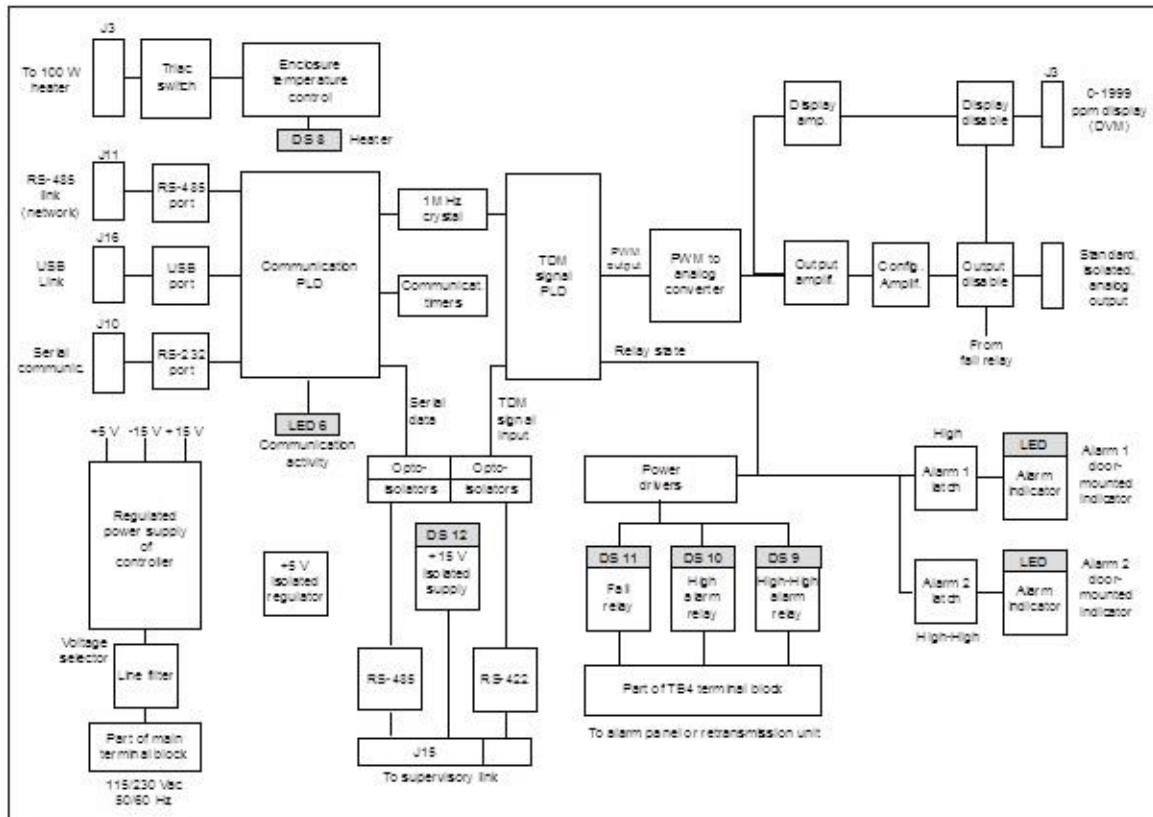 J3
To 100 W
heater
Triac
switch
Enclosure
temperature
control
DS 8
Heater
J11
RS-485
link
(network)
RS-485
port
J16
USB
Link
USB
port
J10
Serial
communic.
RS-232
port
Communication
PLD
1M Hz
crystal
Communicat.
timers
LED 6
Communication
activity
Serial
data
TDM
signal
input
TDM
signal
PLD
PWM
output
PWM to
analog
converter
Relay state
Display
amp.
Display
disable
J3
0-1999
ppm display
(DVM)
Output
amplif.
Config.
Amplif.
Output
disable
Standard,
isolated,
analog
output
From
fail relay
+5 V
-15 V
+15 V
Regulated
power supply
of
controller
Voltage
selector
Line filter
Part of main
terminal block
115/230 Vac
50/60 Hz
+5 V
isolated
regulator
Opto-
isolators
Opto-
isolators
DS 12
+15 V
isolated
supply
RS-485
RS-422
J15
To supervisory link
Power
drivers
DS 11
Fail
relay
DS 10
High
alarm relay
DS 9
High-High
alarm relay
Part of TB4 terminal block
To alarm panel or retransmission unit
High
Alarm 1
latch
LED
Alarm
indicator
Alarm 1
door-
mounted
indicator
Alarm 2
latch
High-High
LED
Alarm
indicator
Alarm 2
door-
mounted
indicator